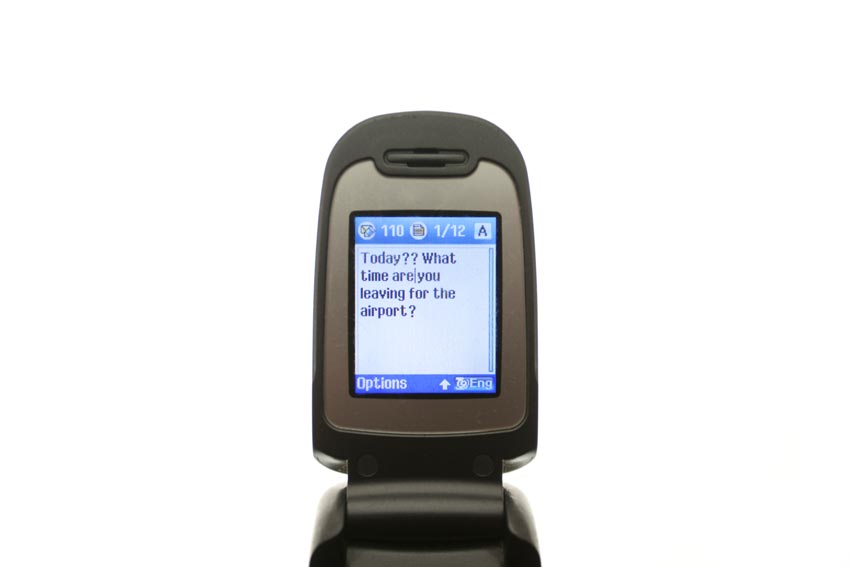 110 1/12 A
Today?? What
time are you
leaving for the
airport?
Options Eng